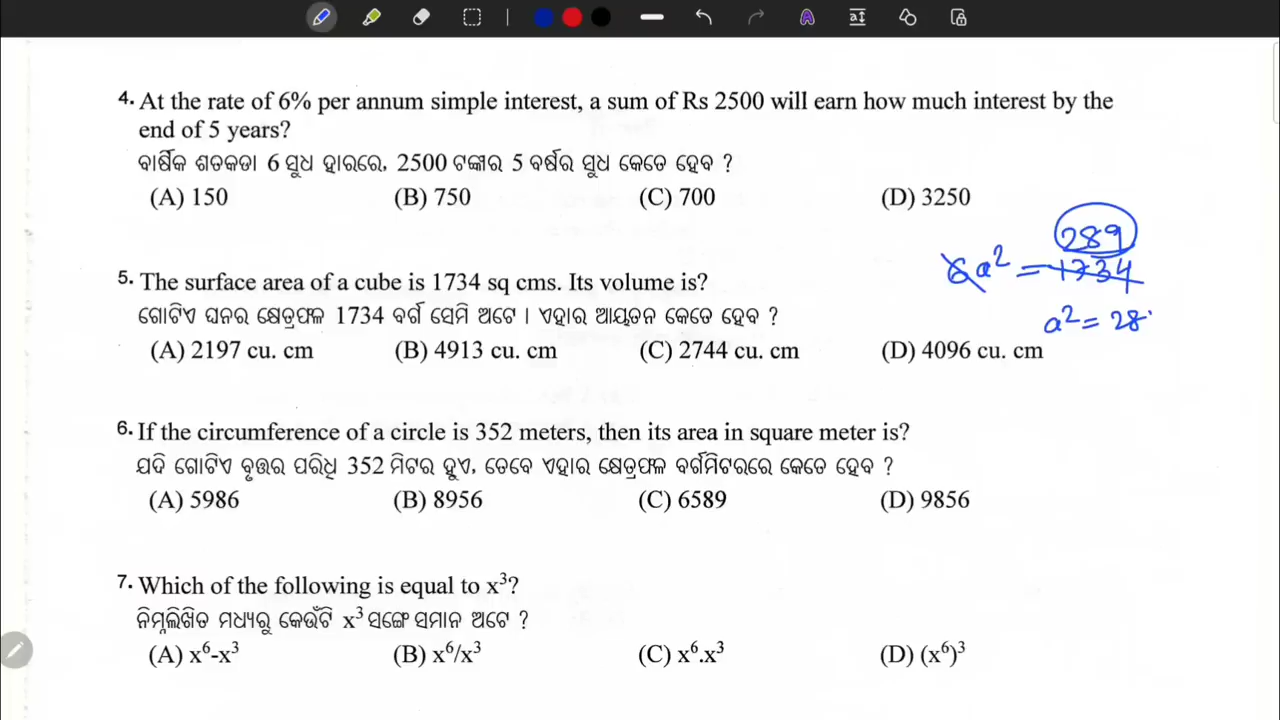 4. At the rate of 6% per annum simple interest, a sum of Rs 2500 will earn how much interest by the
end of 5 years?
ବାର୍ଷିକ ଶତକଡା 6 ସୁଧ ହାରରେ, 2500 ଟଙ୍କାର 5 ବର୍ଷର ସୁଧ କେତେ ହେବ ?
(A) 150 (B) 750 (C) 700 (D) 3250
289
6a² = 1734
5. The surface area of a cube is 1734 sq cms. Its volume is?
ଗୋଟିଏ ଘନର କ୍ଷେତ୍ରଫଳ 1734 ବର୍ଗ ସେମି ଅଟେ । ଏହାର ଆୟତନ କେତେ ହେବ ?
a² = 28
(A) 2197 cu. cm (B) 4913 cu. cm (C) 2744 cu. cm (D) 4096 cu. cm
6. If the circumference of a circle is 352 meters, then its area in square meter is?
ଯଦି ଗୋଟିଏ ବୃତ୍ତର ପରିଧି 352 ମିଟର ହୁଏ, ତେବେ ଏହାର କ୍ଷେତ୍ରଫଳ ବର୍ଗମିଟରରେ କେତେ ହେବ ?
(A) 5986 (B) 8956 (C) 6589 (D) 9856
7. Which of the following is equal to x³?
ନିମ୍ନଲିଖିତ ମଧ୍ୟରୁ କେଉଁଟି x³ ସଙ୍ଗେ ସମାନ ଅଟେ ?
(A) x⁶-x³ (B) x⁶/x³ (C) x⁶.x³ (D) (x⁶)³